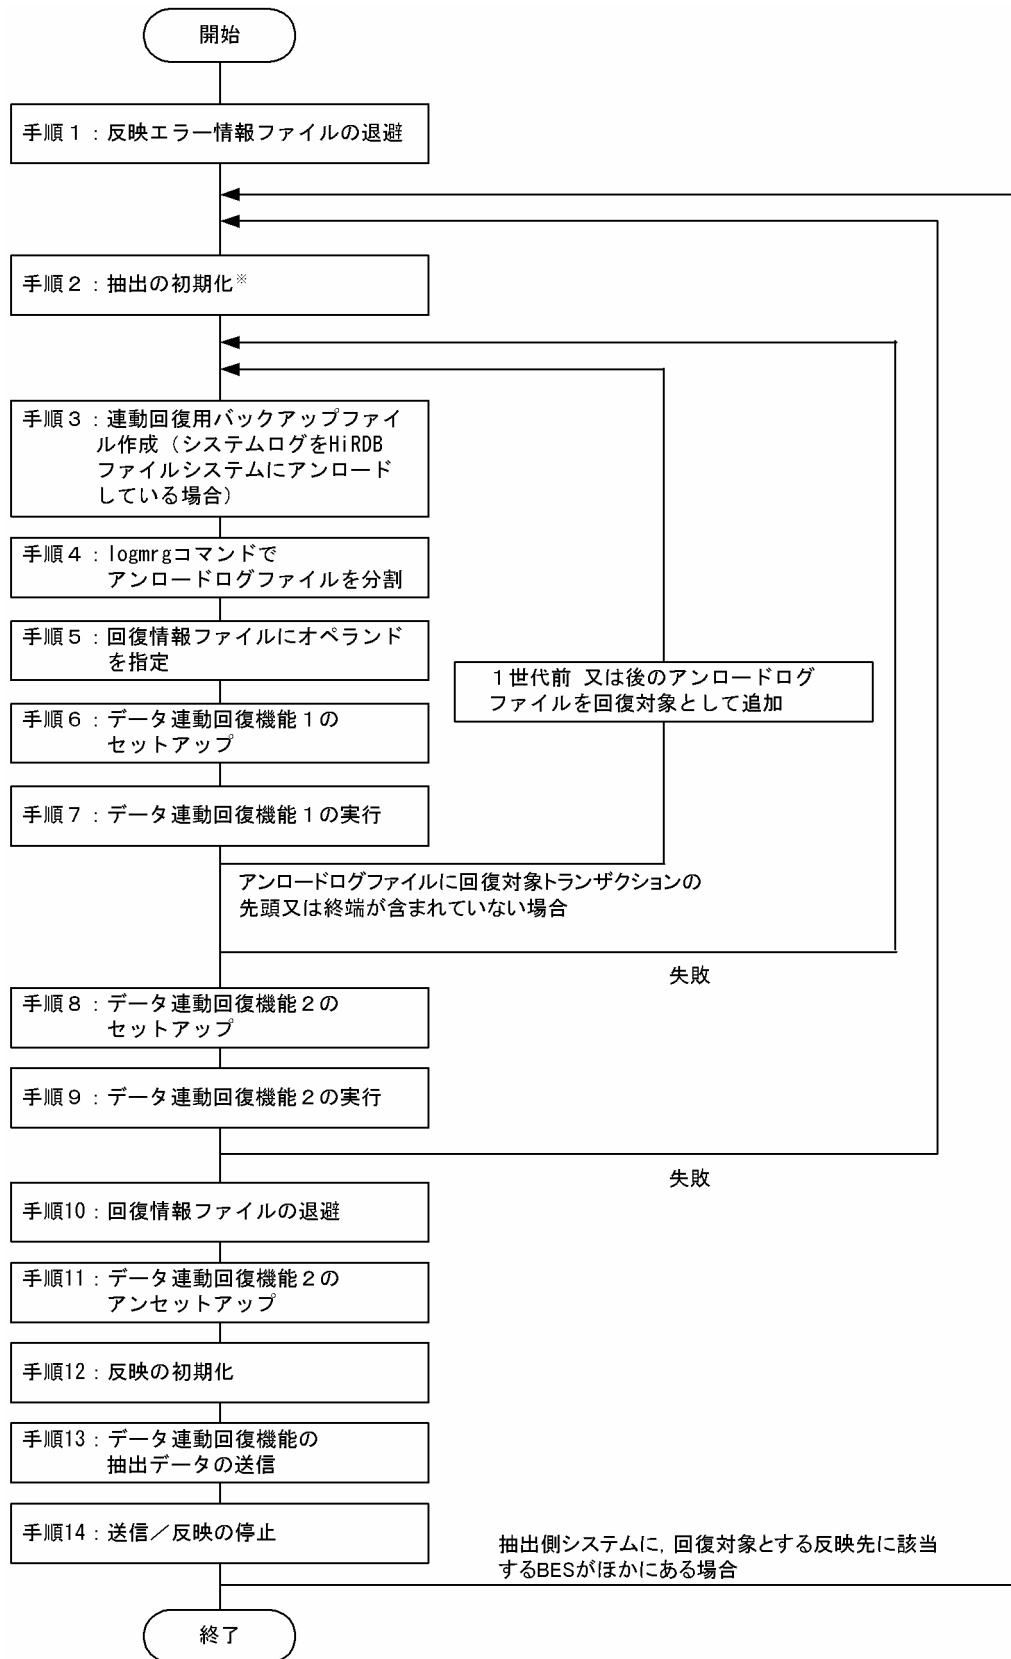 開始
手順１：反映エラー情報ファイルの退避
手順２：抽出の初期化※
手順３：連動回復用バックアップファイ
ル作成（システムログをHiRDB
ファイルシステムにアンロード
している場合）
手順４：logmrgコマンドで
アンロードログファイルを分割
手順５：回復情報ファイルにオペランド
を指定
１世代前 又は後のアンロードログ
ファイルを回復対象として追加
手順６：データ連動回復機能１の
セットアップ
手順７：データ連動回復機能１の実行
アンロードログファイルに回復対象トランザクションの
先頭又は終端が含まれていない場合
失敗
手順８：データ連動回復機能２の
セットアップ
手順９：データ連動回復機能２の実行
失敗
手順10：回復情報ファイルの退避
手順11：データ連動回復機能２の
アンセットアップ
手順12：反映の初期化
手順13：データ連動回復機能の
抽出データの送信
手順14：送信／反映の停止
抽出側システムに，回復対象とする反映先に該当
するBESがほかにある場合
終了